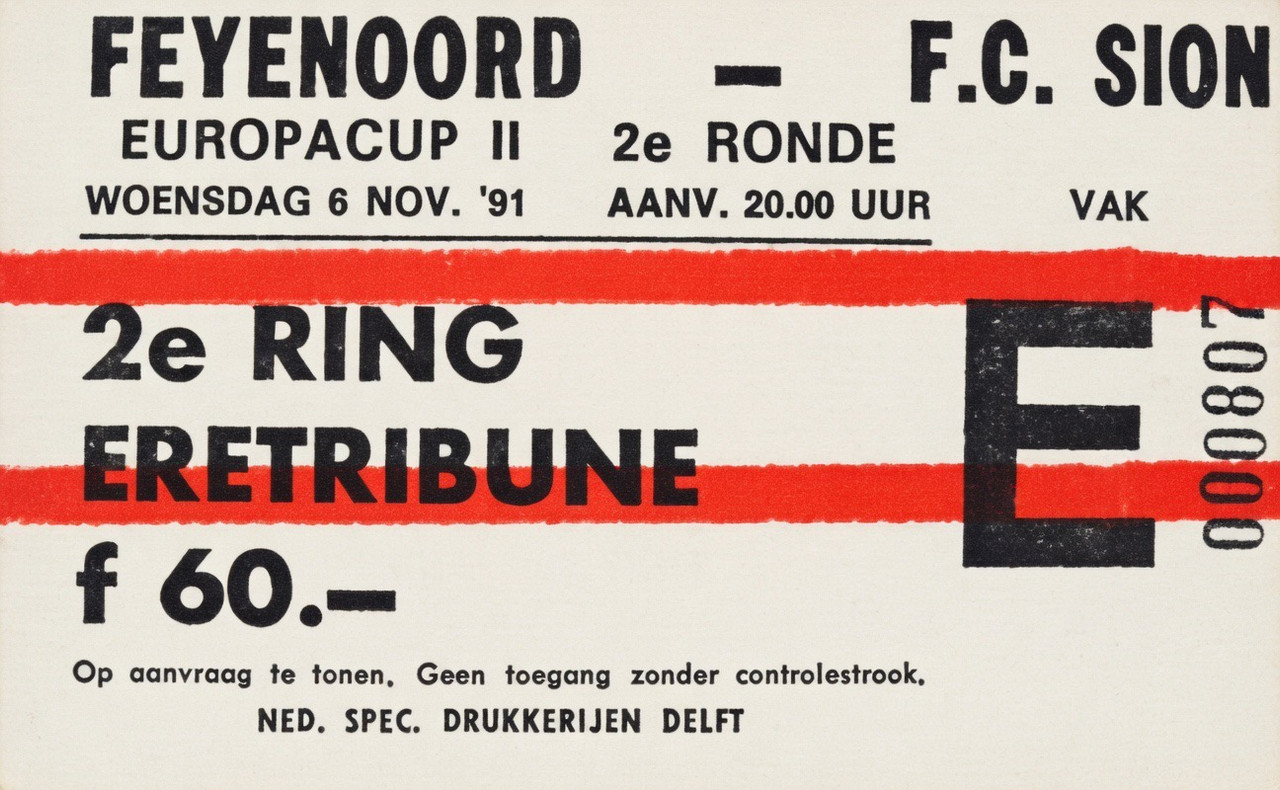 FEYENOORD – F.C. SION
EUROPACUP II 2e RONDE
WOENSDAG 6 NOV. '91 AANV. 20.00 UUR VAK
2e RING
ERETRIBUNE
E
000807
f 60.–
Op aanvraag te tonen. Geen toegang zonder controlestrook.
NED. SPEC. DRUKKERIJEN DELFT